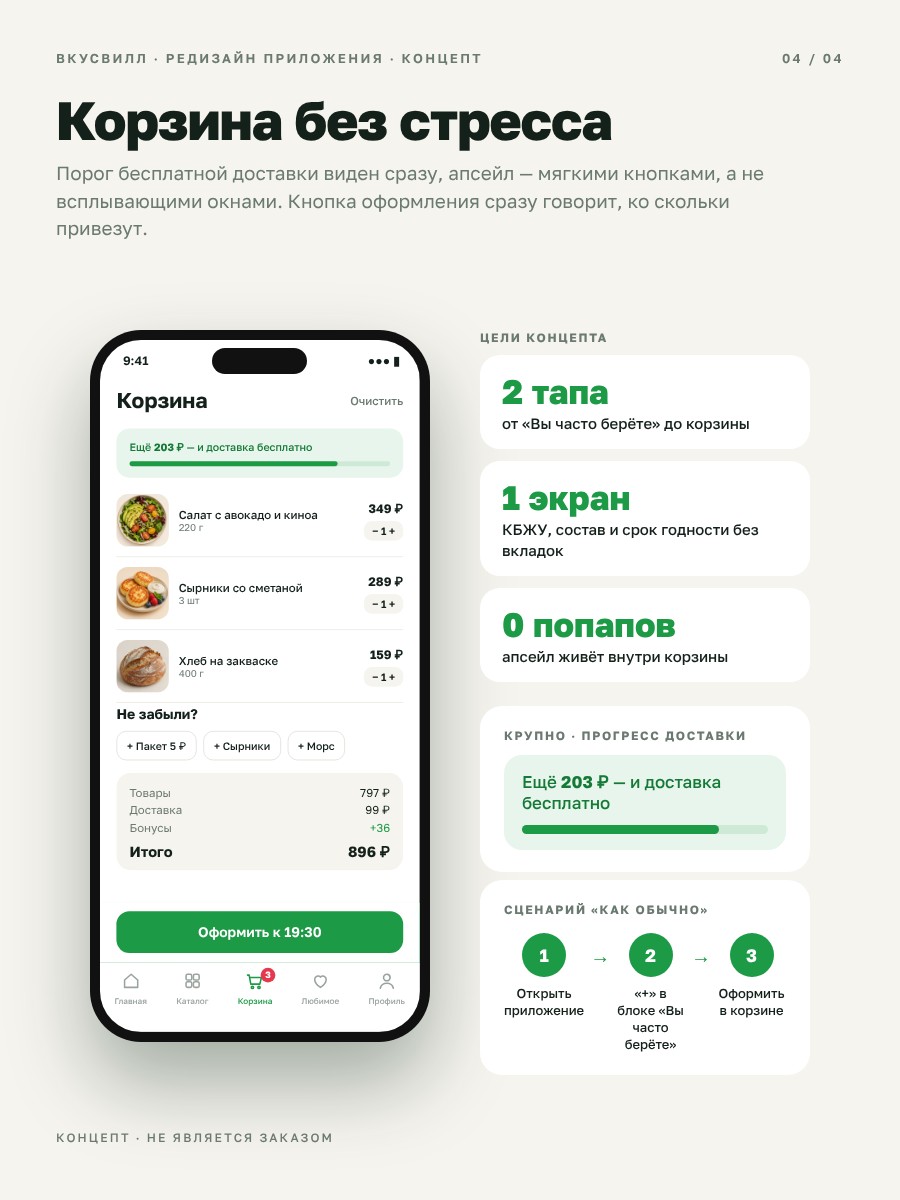 ВКУСВИЛЛ · РЕДИЗАЙН ПРИЛОЖЕНИЯ · КОНЦЕПТ
04 / 04
Корзина без стресса
Порог бесплатной доставки виден сразу, апсейл — мягкими кнопками, а не
всплывающими окнами. Кнопка оформления сразу говорит, ко скольки
привезут.
9:41
Корзина
Очистить
Ещё 203 ₽ — и доставка бесплатно
Салат с авокадо и киноа
220 г
349 ₽
− 1 +
Сырники со сметаной
3 шт
289 ₽
− 1 +
Хлеб на закваске
400 г
159 ₽
− 1 +
Не забыли?
+ Пакет 5 ₽
+ Сырники
+ Морс
Товары 797 ₽
Доставка 99 ₽
Бонусы +36
Итого 896 ₽
Оформить к 19:30
3
Главная
Каталог
Корзина
Любимое
Профиль
ЦЕЛИ КОНЦЕПТА
2 тапа
от «Вы часто берёте» до корзины
1 экран
КБЖУ, состав и срок годности без
вкладок
0 попапов
апсейл живёт внутри корзины
КРУПНО · ПРОГРЕСС ДОСТАВКИ
Ещё 203 ₽ — и доставка
бесплатно
СЦЕНАРИЙ «КАК ОБЫЧНО»
1 → 2 → 3
Открыть
приложение
«+» в
блоке «Вы
часто
берёте»
Оформить
в корзине
КОНЦЕПТ · НЕ ЯВЛЯЕТСЯ ЗАКАЗОМ